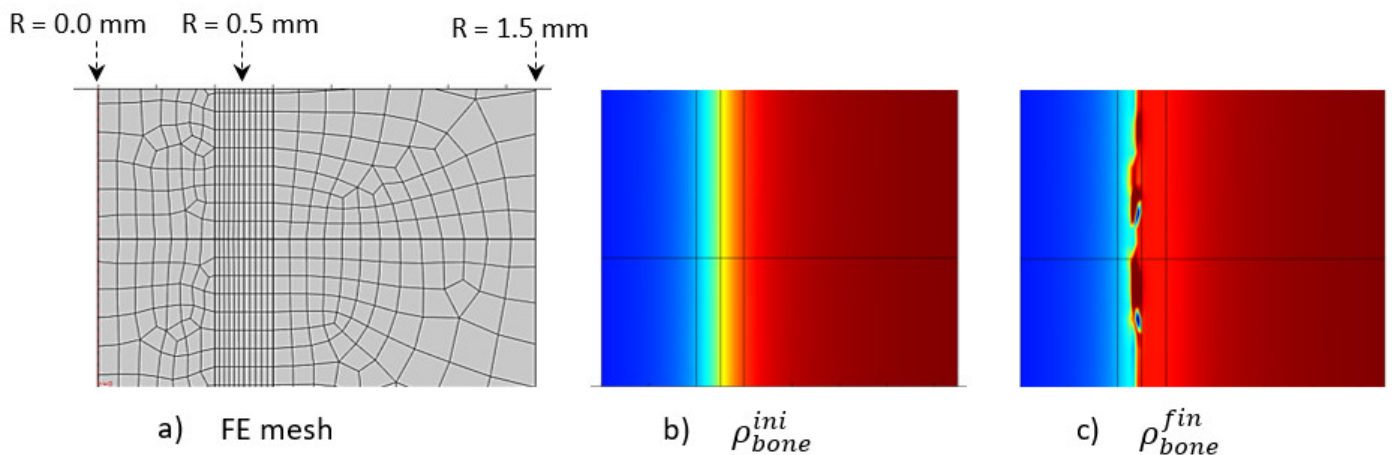 R = 0.0 mm R = 0.5 mm R = 1.5 mm
a) FE mesh b) ρ_bone^ini c) ρ_bone^fin